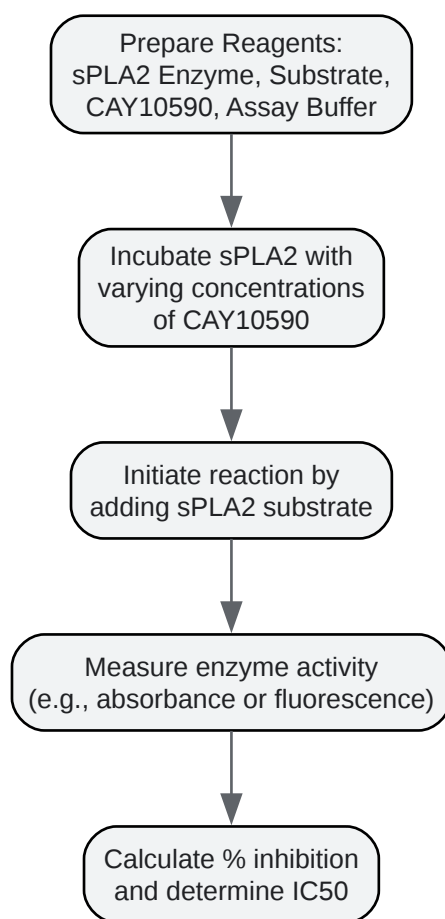 Prepare Reagents:
sPLA2 Enzyme, Substrate,
CAY10590, Assay Buffer
Incubate sPLA2 with
varying concentrations
of CAY10590
Initiate reaction by
adding sPLA2 substrate
Measure enzyme activity
(e.g., absorbance or fluorescence)
Calculate % inhibition
and determine IC50